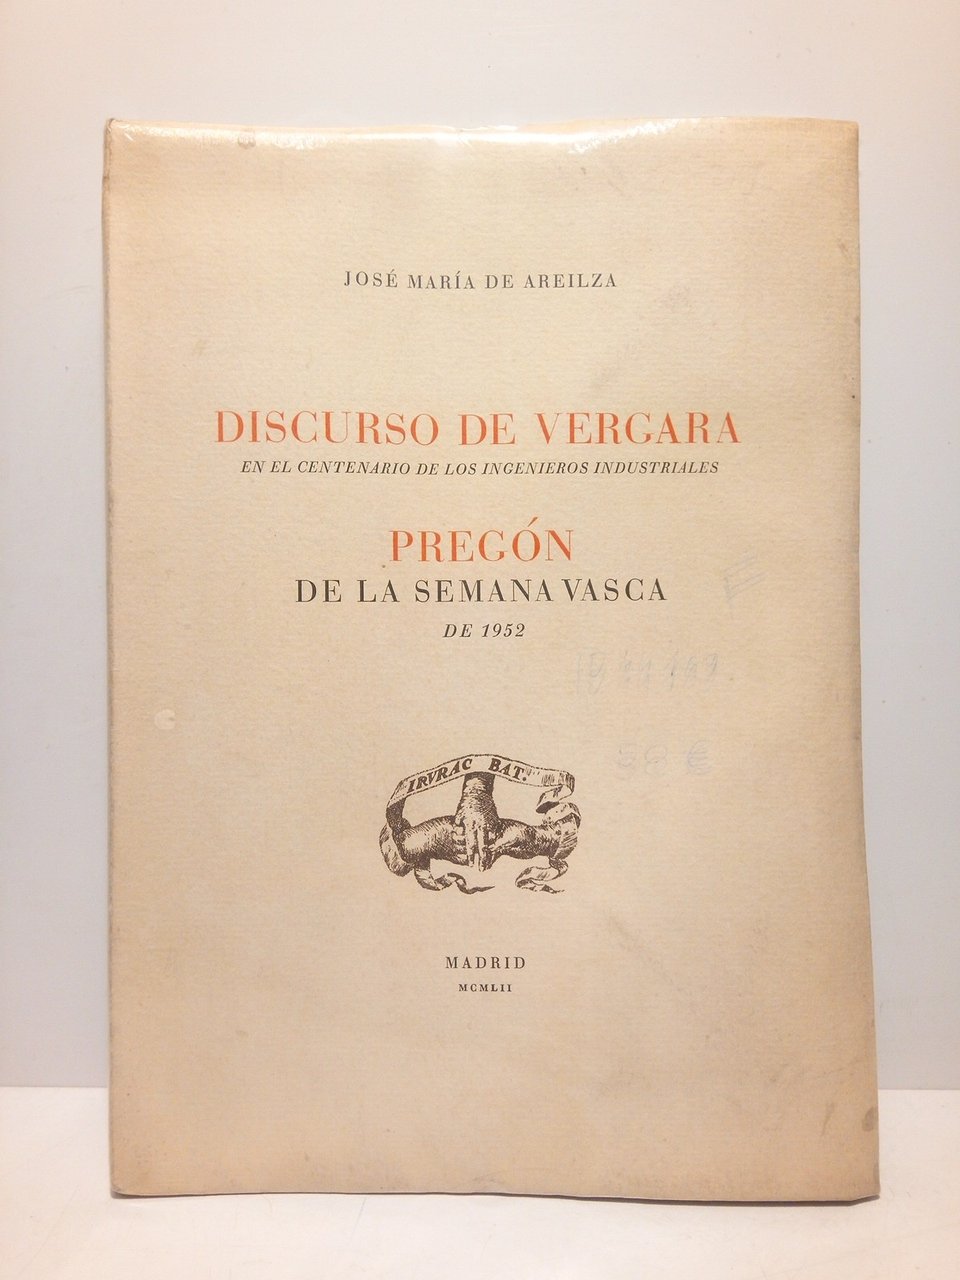 JOSÉ MARÍA DE AREILZA
DISCURSO DE VERGARA
EN EL CENTENARIO DE LOS INGENIEROS INDUSTRIALES
PREGÓN
DE LA SEMANA VASCA
DE 1952
IRVRAC BAT.
MADRID
MCMLII